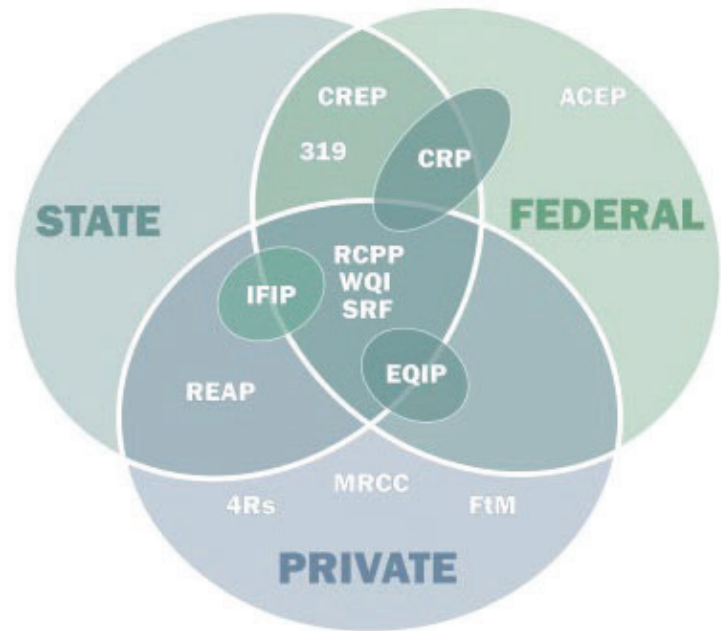 CREP
ACEP
319
CRP
STATE
FEDERAL
RCPP
WQI
SRF
IFIP
EQIP
REAP
MRCC
4Rs
FtM
PRIVATE